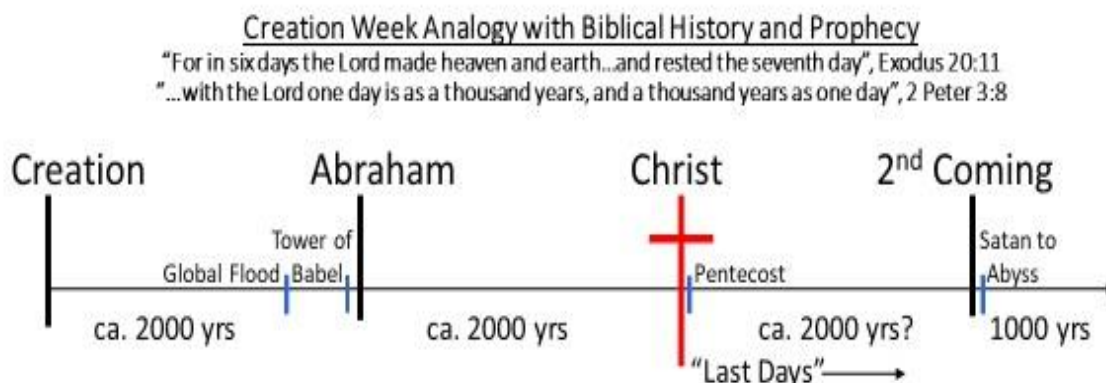 Creation Week Analogy with Biblical History and Prophecy
“For in six days the Lord made heaven and earth...and rested the seventh day”, Exodus 20:11
“...with the Lord one day is as a thousand years, and a thousand years as one day”, 2 Peter 3:8
Creation Abraham Christ 2nd Coming
Tower of Satan to
Global Flood Babel Pentecost Abyss
ca. 2000 yrs ca. 2000 yrs ca. 2000 yrs? 1000 yrs
“Last Days”